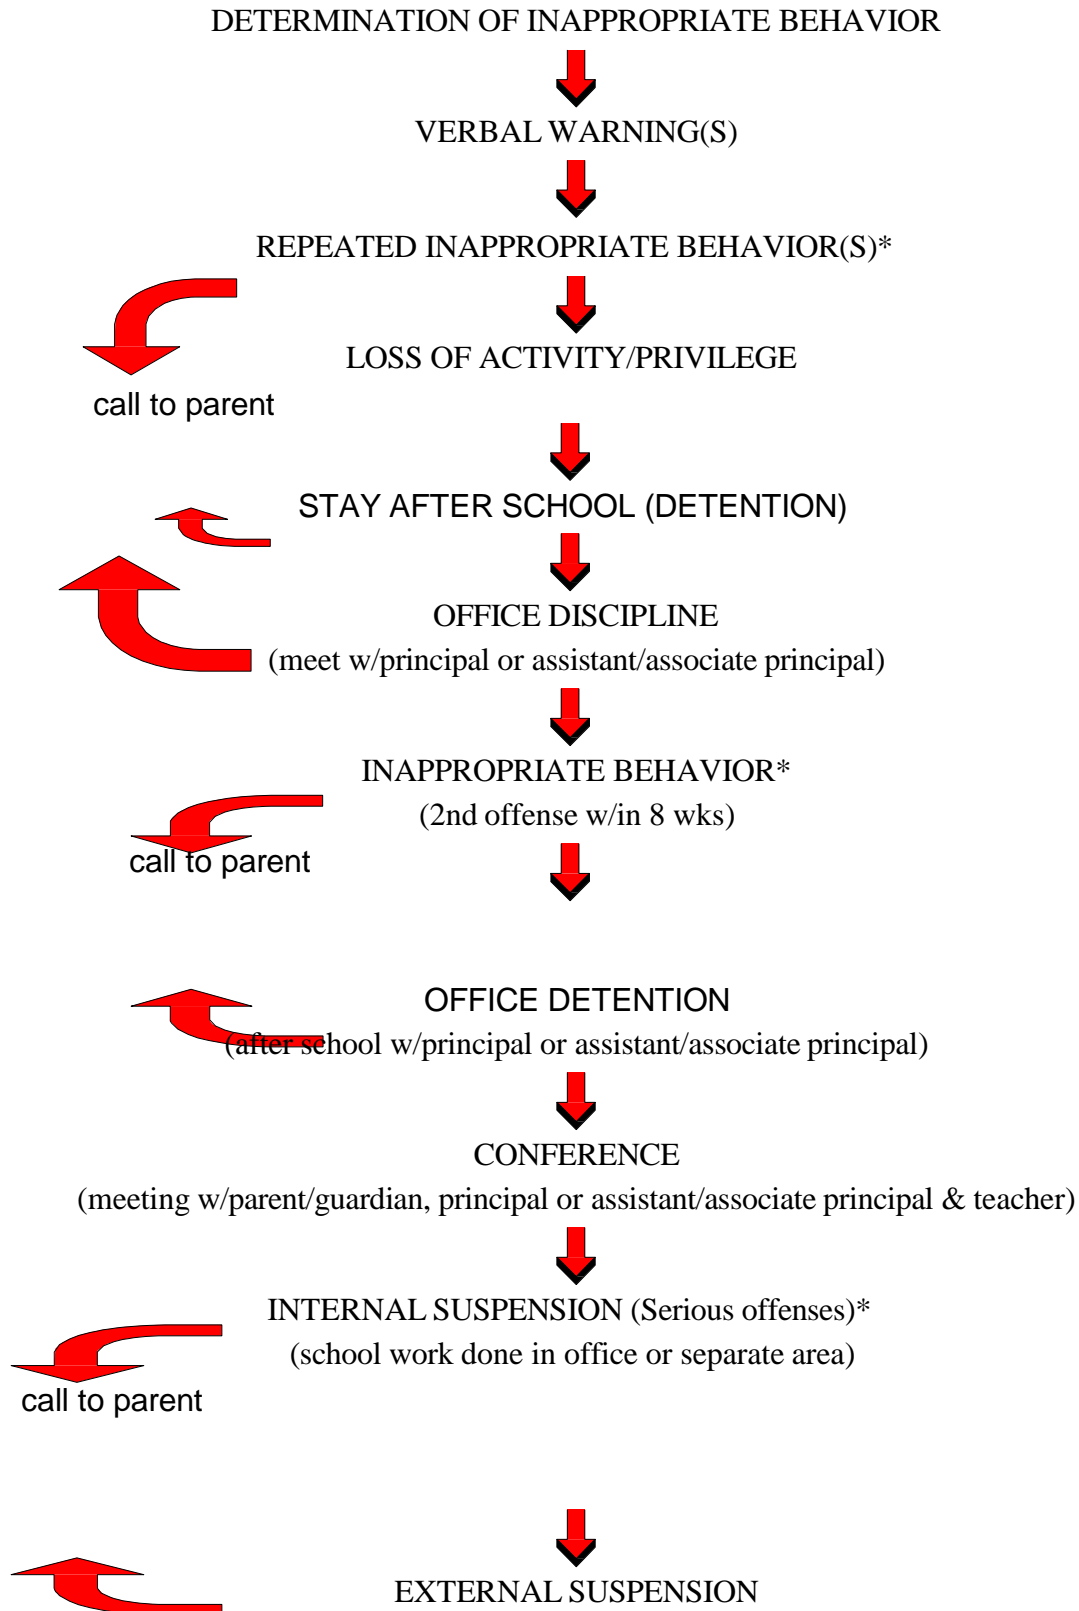 DETERMINATION OF INAPPROPRIATE BEHAVIOR
VERBAL WARNING(S)
REPEATED INAPPROPRIATE BEHAVIOR(S)*
LOSS OF ACTIVITY/PRIVILEGE
call to parent
STAY AFTER SCHOOL (DETENTION)
OFFICE DISCIPLINE
(meet w/principal or assistant/associate principal)
INAPPROPRIATE BEHAVIOR*
(2nd offense w/in 8 wks)
call to parent
OFFICE DETENTION
(after school w/principal or assistant/associate principal)
CONFERENCE
(meeting w/parent/guardian, principal or assistant/associate principal & teacher)
INTERNAL SUSPENSION (Serious offenses)*
(school work done in office or separate area)
call to parent
EXTERNAL SUSPENSION